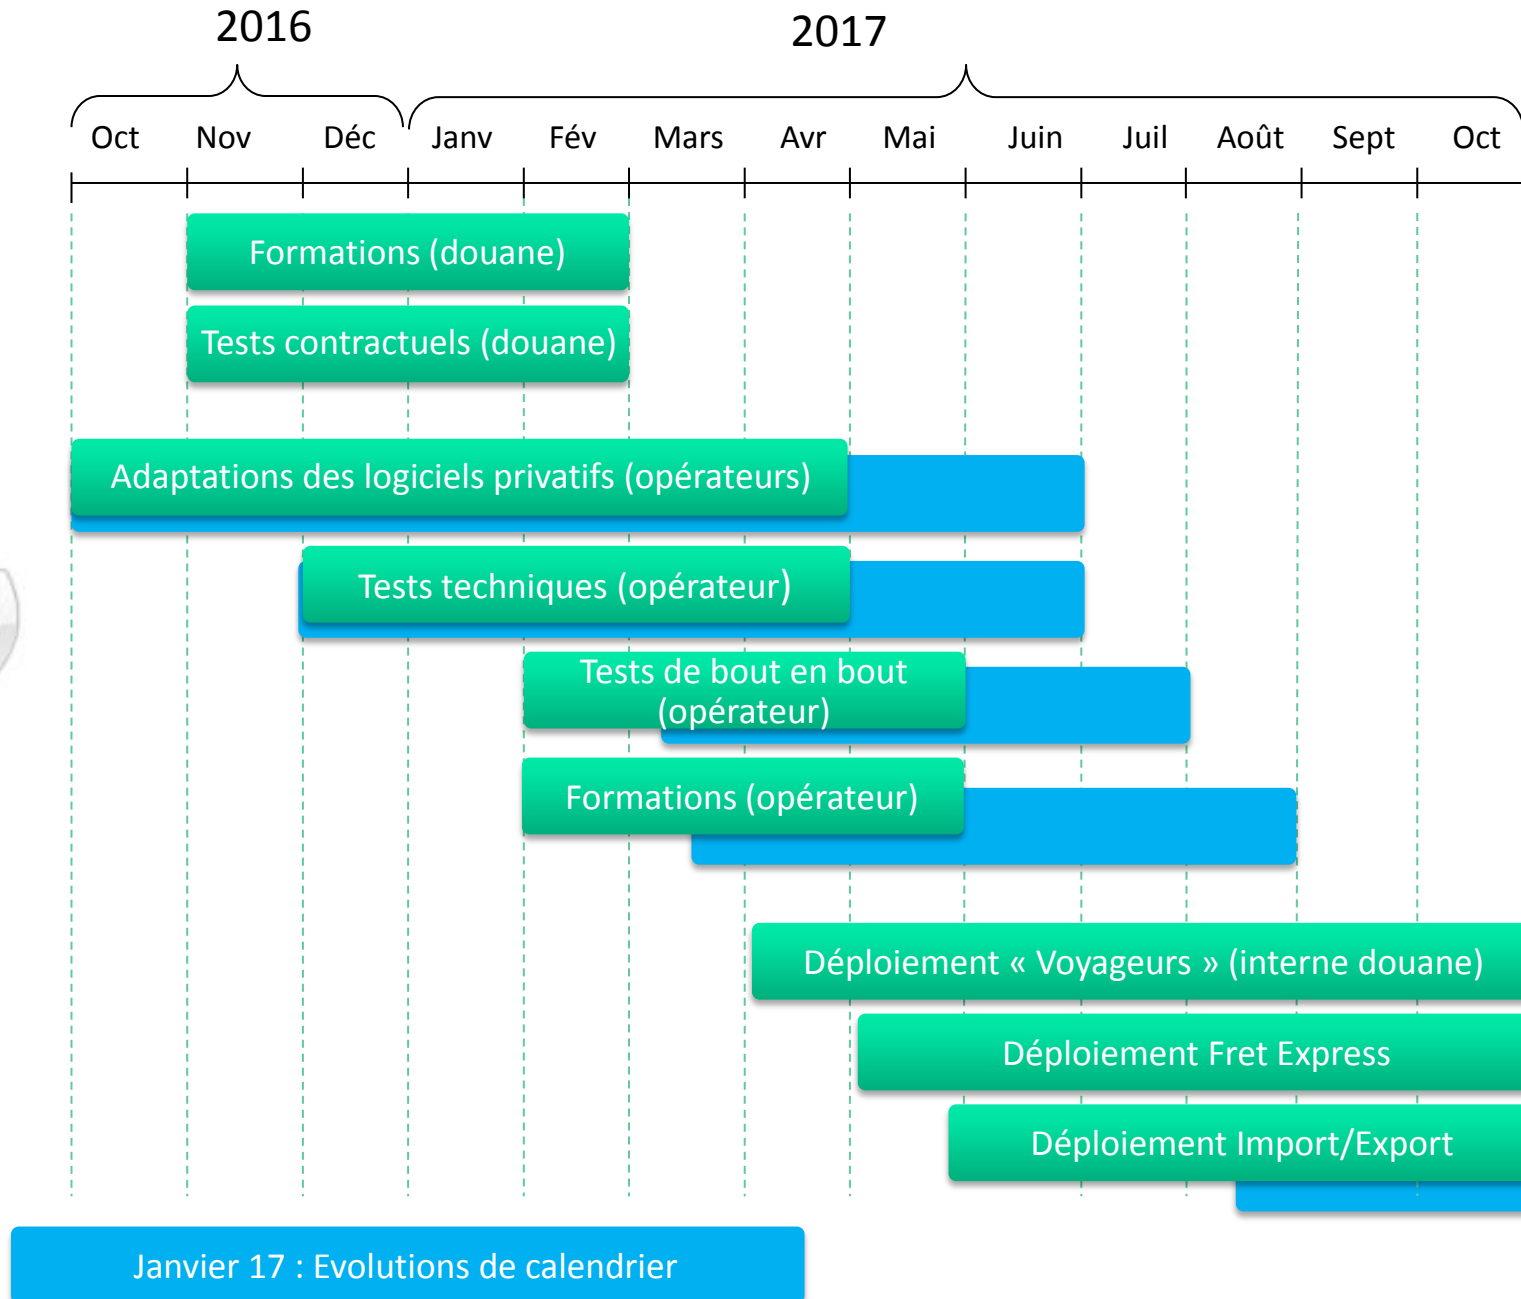 2016
2017
Oct Nov Déc Janv Fév Mars Avr Mai Juin Juil Août Sept Oct
Formations (douane)
Tests contractuels (douane)
Adaptations des logiciels privatifs (opérateurs)
Tests techniques (opérateur)
Tests de bout en bout
(opérateur)
Formations (opérateur)
Déploiement « Voyageurs » (interne douane)
Déploiement Fret Express
Déploiement Import/Export
Janvier 17 : Evolutions de calendrier